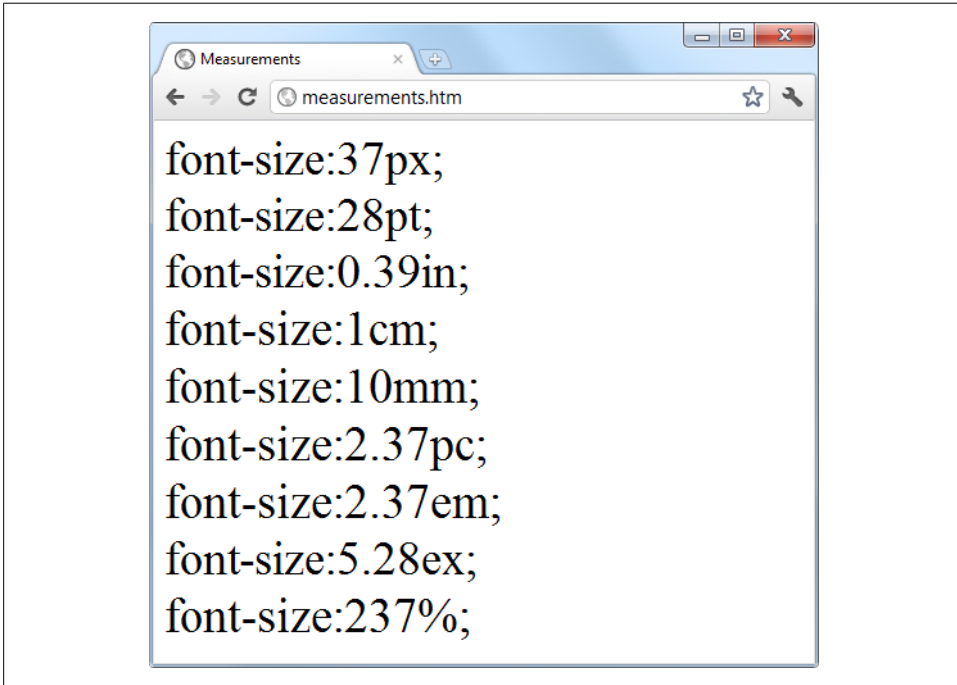 Measurements
measurements.htm
font-size:37px;
font-size:28pt;
font-size:0.39in;
font-size:1cm;
font-size:10mm;
font-size:2.37pc;
font-size:2.37em;
font-size:5.28ex;
font-size:237%;